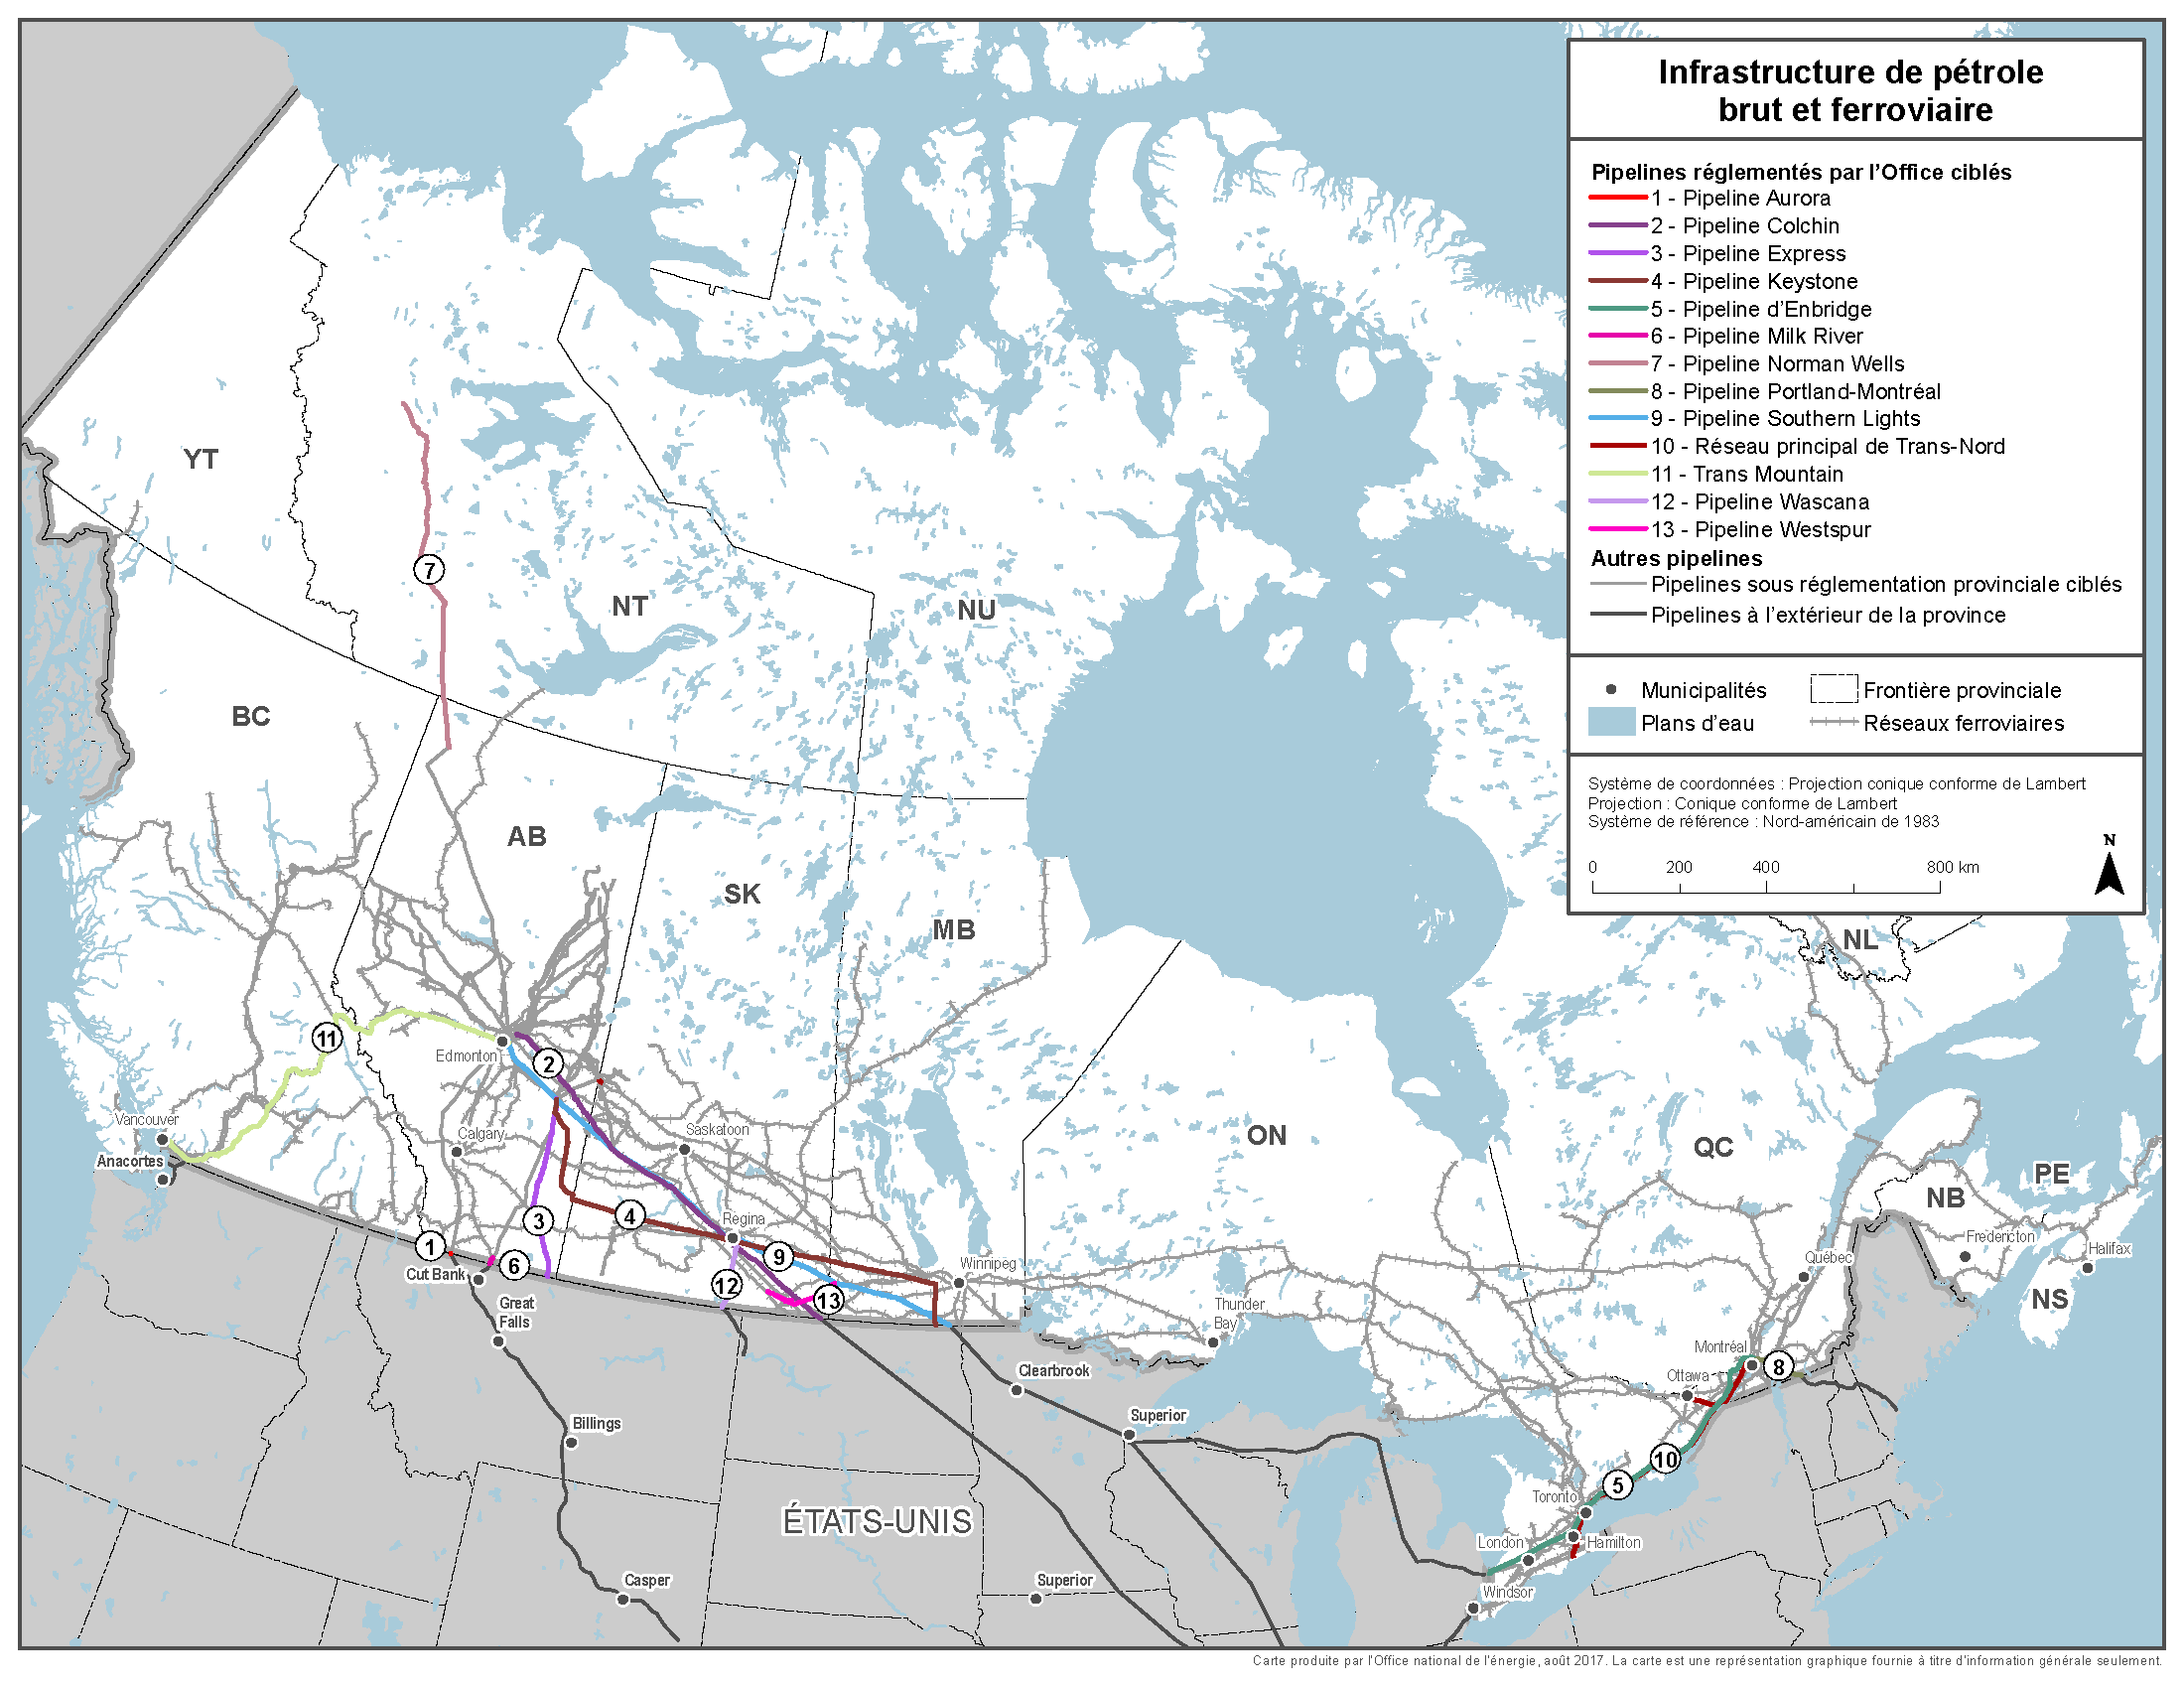 Infrastructure de pétrole
brut et ferroviaire
Pipelines réglementés par l'Office ciblés
1 - Pipeline Aurora
2 - Pipeline Colchin
3 - Pipeline Express
4 - Pipeline Keystone
5 - Pipeline d'Enbridge
6 - Pipeline Milk River
7 - Pipeline Norman Wells
8 - Pipeline Portland-Montréal
9 - Pipeline Southern Lights
10 - Réseau principal de Trans-Nord
11 - Trans Mountain
12 - Pipeline Wascana
13 - Pipeline Westspur
Autres pipelines
Pipelines sous réglementation provinciale ciblés
Pipelines à l'extérieur de la province
Municipalités
Frontière provinciale
Plans d'eau
Réseaux ferroviaires
Système de coordonnées : Projection conique conforme de Lambert
Projection : Conique conforme de Lambert
Système de référence : Nord-américain de 1983
N
0 200 400 800 km
YT
7
NT
NU
BC
AB
SK
MB
NL
11
Edmonton
2
Vancouver
Anacortes
Calgary
Saskatoon
ON
QC
PE
NB
3
4
Regina
1
6
Cut Bank
9
12
13
Winnipeg
Great
Falls
Thunder
Bay
Québec
Fredericton
Halifax
NS
Montréal
8
Ottawa
Clearbrook
Billings
Superior
10
5
Toronto
ÉTATS-UNIS
London
Hamilton
Casper
Superior
Windsor
Carte produite par l'Office national de l'énergie, août 2017. La carte est une représentation graphique fournie à titre d'information générale seulement.